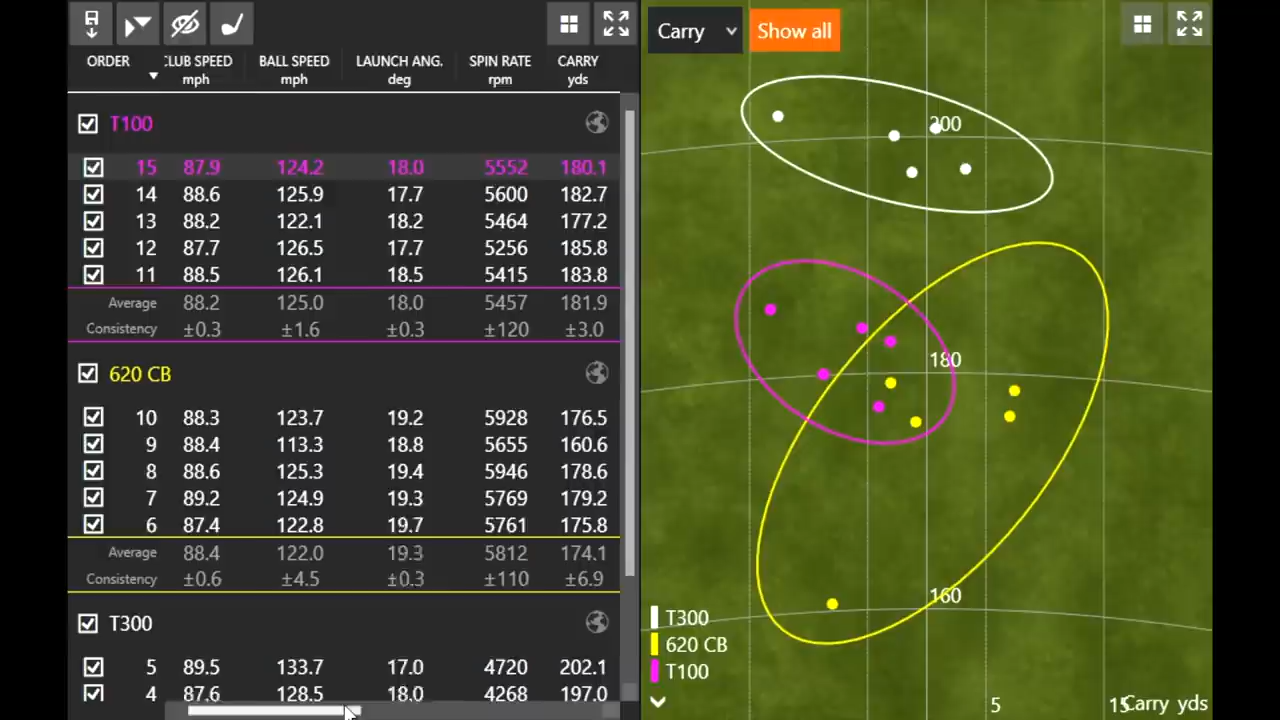 ORDER CLUB SPEED mph BALL SPEED mph LAUNCH ANG. deg SPIN RATE rpm CARRY yds
T100
15 87.9 124.2 18.0 5552 180.1
14 88.6 125.9 17.7 5600 182.7
13 88.2 122.1 18.2 5464 177.2
12 87.7 126.5 17.7 5256 185.8
11 88.5 126.1 18.5 5415 183.8
Average 88.2 125.0 18.0 5457 181.9
Consistency ±0.3 ±1.6 ±0.3 ±120 ±3.0
620 CB
10 88.3 123.7 19.2 5928 176.5
9 88.4 113.3 18.8 5655 160.6
8 88.6 125.3 19.4 5946 178.6
7 89.2 124.9 19.3 5769 179.2
6 87.4 122.8 19.7 5761 175.8
Average 88.4 122.0 19.3 5812 174.1
Consistency ±0.6 ±4.5 ±0.3 ±110 ±6.9
T300
5 89.5 133.7 17.0 4720 202.1
4 87.6 128.5 18.0 4268 197.0
Carry Show all
200
180
160
T300
620 CB
T100
5 15 Carry yds